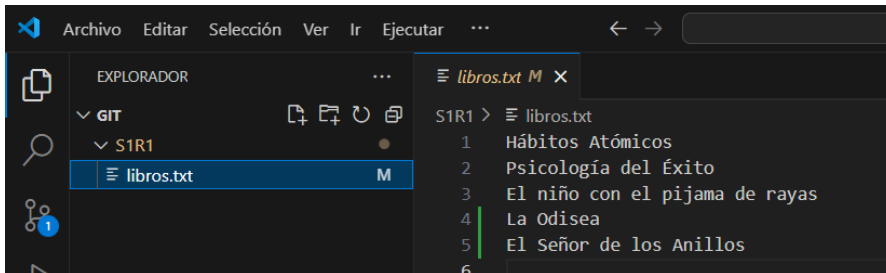 Archivo Editar Selección Ver Ir Ejecutar ···
EXPLORADOR ···
GIT
S1R1
libros.txt M
1
libros.txt M
S1R1 > libros.txt
1 Hábitos Atómicos
2 Psicología del Éxito
3 El niño con el pijama de rayas
4 La Odisea
5 El Señor de los Anillos
6